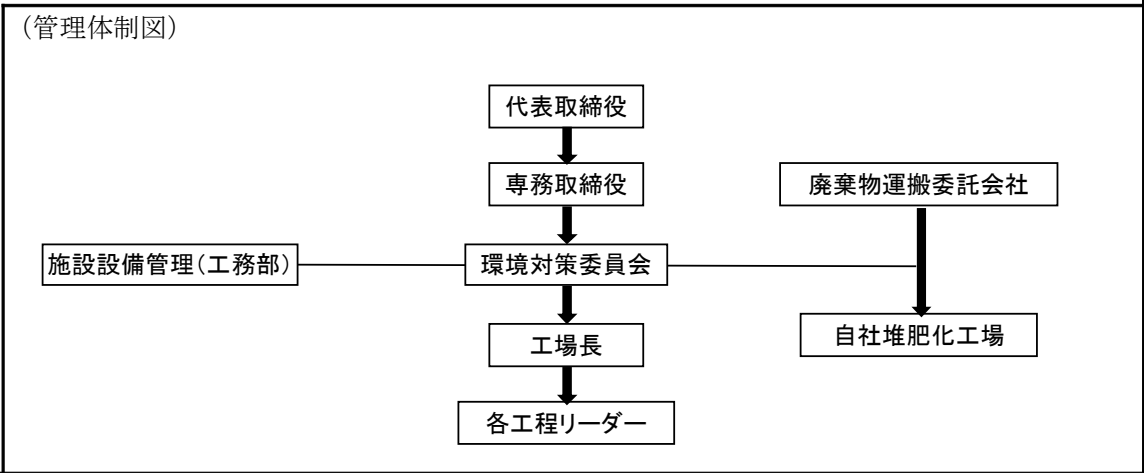 （管理体制図）
代表取締役
専務取締役
廃棄物運搬委託会社
施設設備管理（工務部）
環境対策委員会
工場長
自社堆肥化工場
各工程リーダー